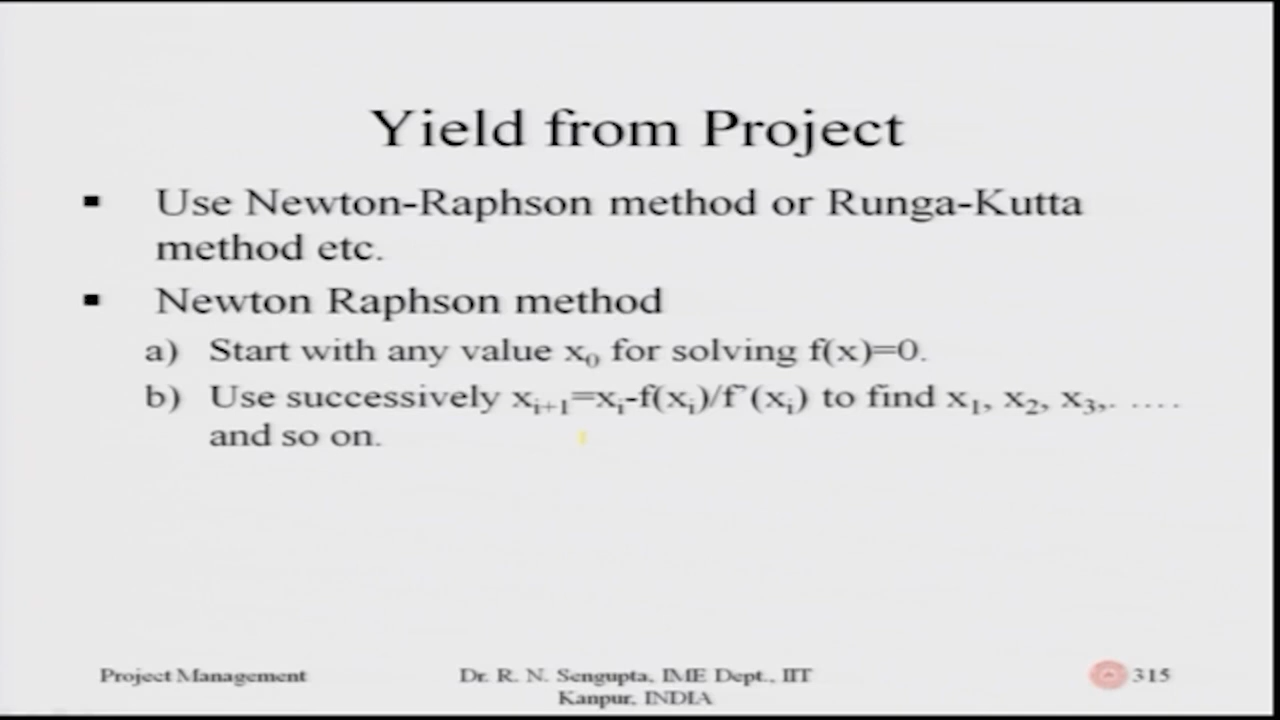 Yield from Project
▪ Use Newton-Raphson method or Runga-Kutta
method etc.
▪ Newton Raphson method
a) Start with any value x₀ for solving f(x)=0.
b) Use successively xᵢ₊₁=xᵢ-f(xᵢ)/f'(xᵢ) to find x₁, x₂, x₃,. ….
and so on.
Project Management
Dr. R. N. Sengupta, IME Dept., IIT
Kanpur, INDIA
315